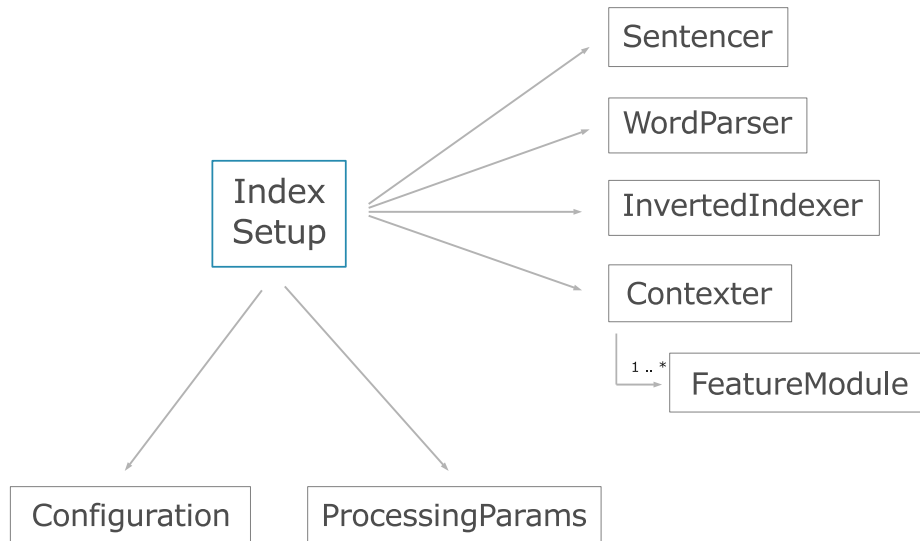 Sentencer
WordParser
Index
Setup
InvertedIndexer
Contexter
1 .. *
FeatureModule
Configuration
ProcessingParams